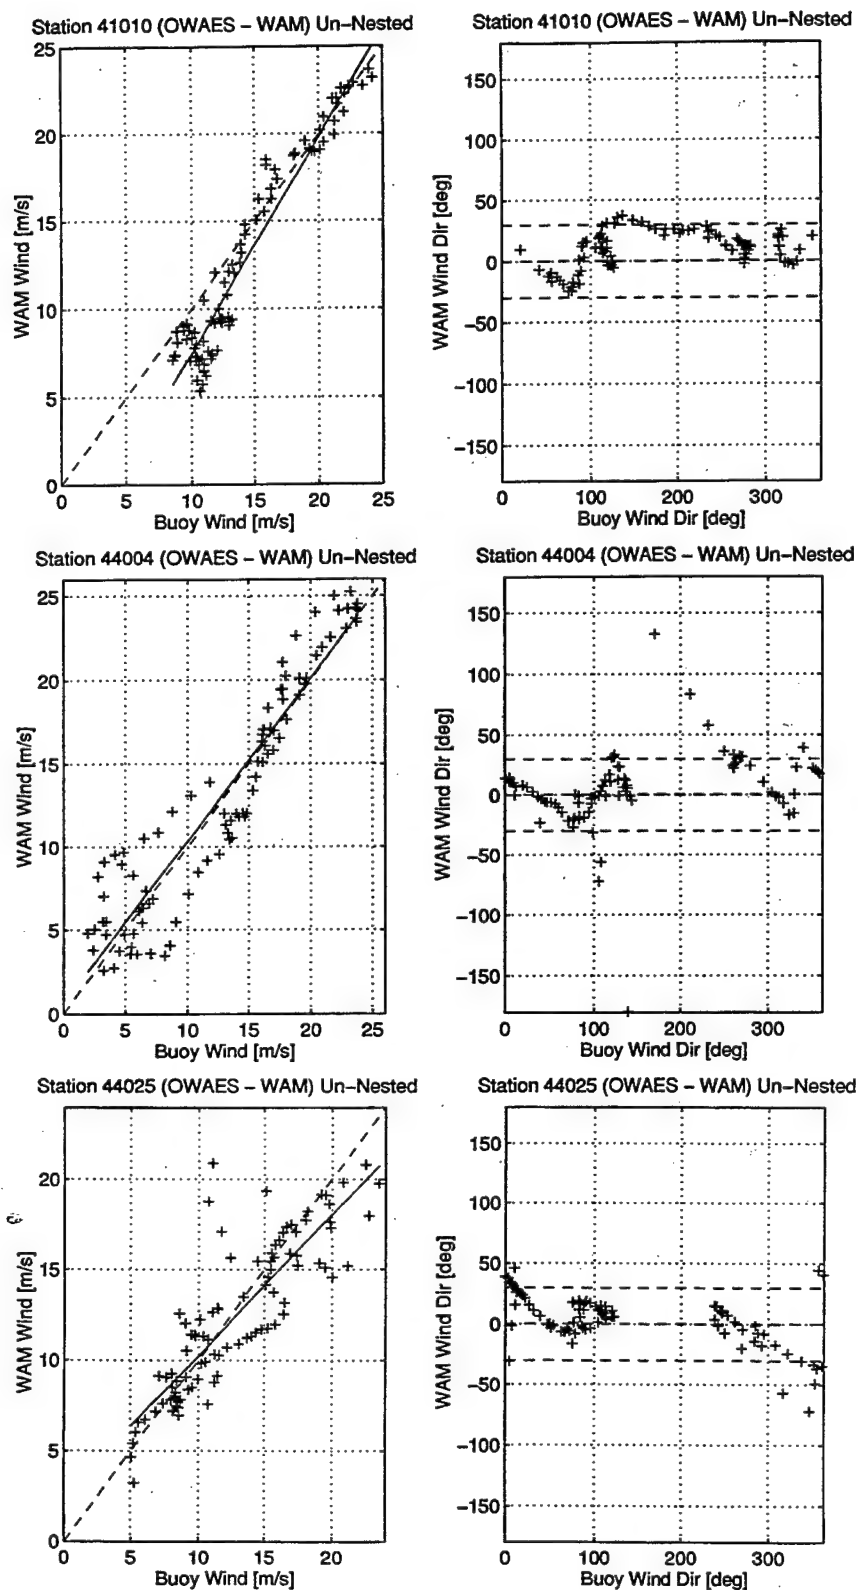 Station 41010 (OWAES – WAM) Un–Nested
WAM Wind [m/s]
25
20
15
10
5
0
0 5 10 15 20 25
Buoy Wind [m/s]
Station 41010 (OWAES – WAM) Un–Nested
WAM Wind Dir [deg]
150
100
50
0
−50
−100
−150
100 200 300
Buoy Wind Dir [deg]
Station 44004 (OWAES – WAM) Un–Nested
WAM Wind [m/s]
25
20
15
10
5
0
0 5 10 15 20 25
Buoy Wind [m/s]
Station 44004 (OWAES – WAM) Un–Nested
WAM Wind Dir [deg]
150
100
50
0
−50
−100
−150
0 100 200 300
Buoy Wind Dir [deg]
Station 44025 (OWAES – WAM) Un–Nested
WAM Wind [m/s]
20
15
10
5
0
0 5 10 15 20
Buoy Wind [m/s]
Station 44025 (OWAES – WAM) Un–Nested
WAM Wind Dir [deg]
150
100
50
0
−50
−100
−150
0 100 200 300
Buoy Wind Dir [deg]